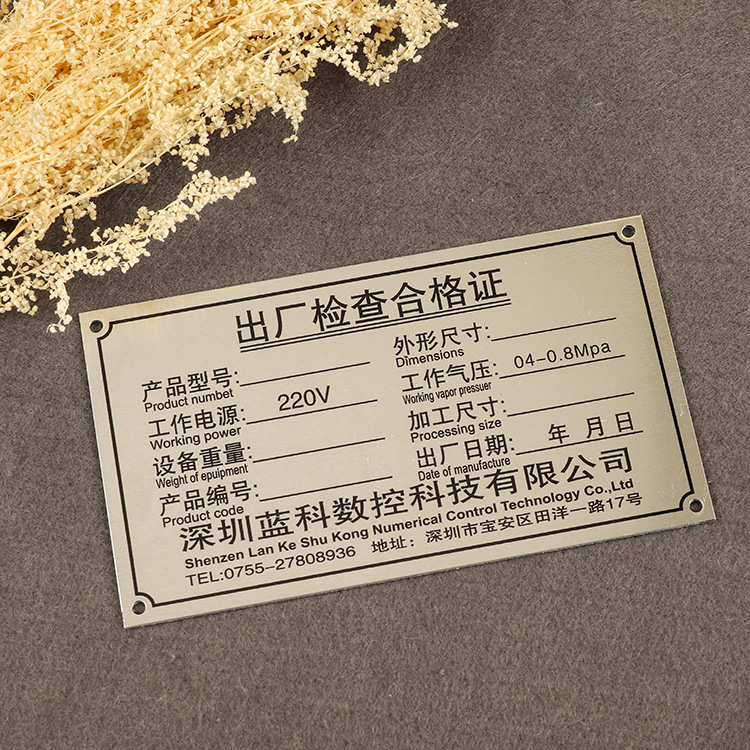 出厂检查合格证
产品型号:
Product numbet
外形尺寸:
Dimensions
工作电源: 220V
Working power
工作气压: 04-0.8Mpa
Working vapor pressuer
设备重量:
Weight of epuipment
加工尺寸:
Processing size
产品编号:
Product code
出厂日期: 年 月 日
Date of manufacture
深圳蓝科数控科技有限公司
Shenzen Lan Ke Shu Kong Numerical Control Technology Co.,Ltd
TEL:0755-27808936 地址: 深圳市宝安区田洋一路17号